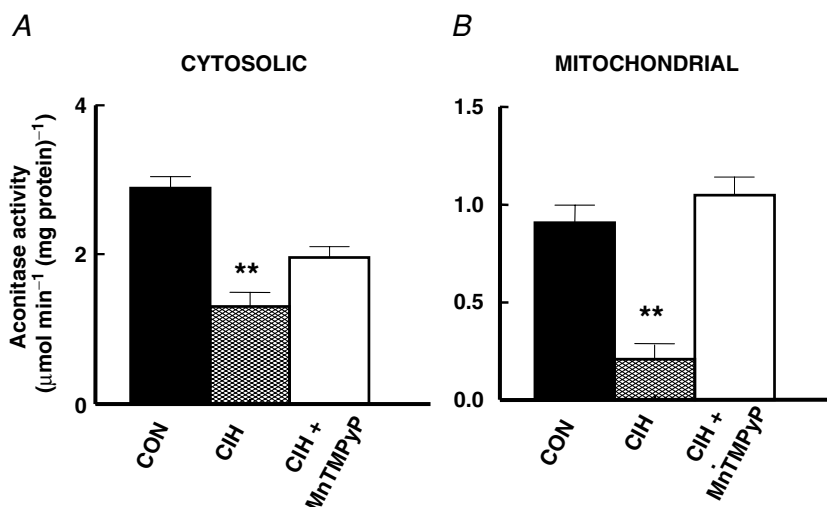 A
B
CYTOSOLIC
MITOCHONDRIAL
Aconitase activity
(μmol min⁻¹ (mg protein)⁻¹)
4
2
0
1.5
1.0
0.5
0.0
**
**
CON
CIH
CIH +
MnTMPyP
CON
CIH
CIH +
MnTMPyP